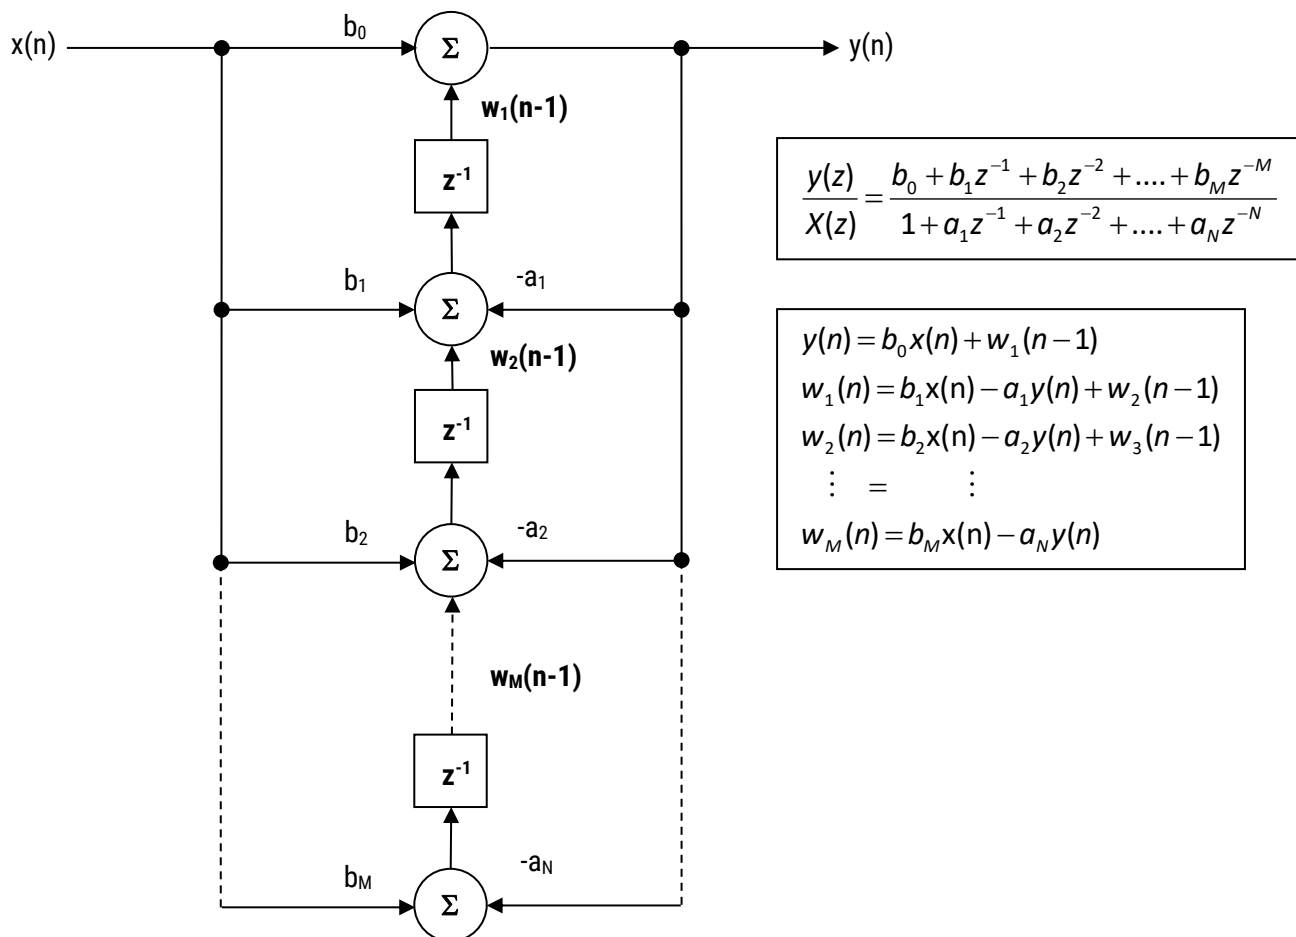 x(n) b₀ Σ y(n)
w₁(n-1)
z⁻¹
b₁ Σ -a₁
w₂(n-1)
z⁻¹
b₂ Σ -a₂
w_M(n-1)
z⁻¹
b_M Σ -a_N
y(z)/X(z) = (b₀ + b₁z⁻¹ + b₂z⁻² + .... + b_M z^-M)/(1 + a₁z⁻¹ + a₂z⁻² + .... + a_N z^-N)
y(n) = b₀x(n) + w₁(n−1)
w₁(n) = b₁x(n) − a₁y(n) + w₂(n−1)
w₂(n) = b₂x(n) − a₂y(n) + w₃(n−1)
⋮ = ⋮
w_M(n) = b_M x(n) − a_N y(n)